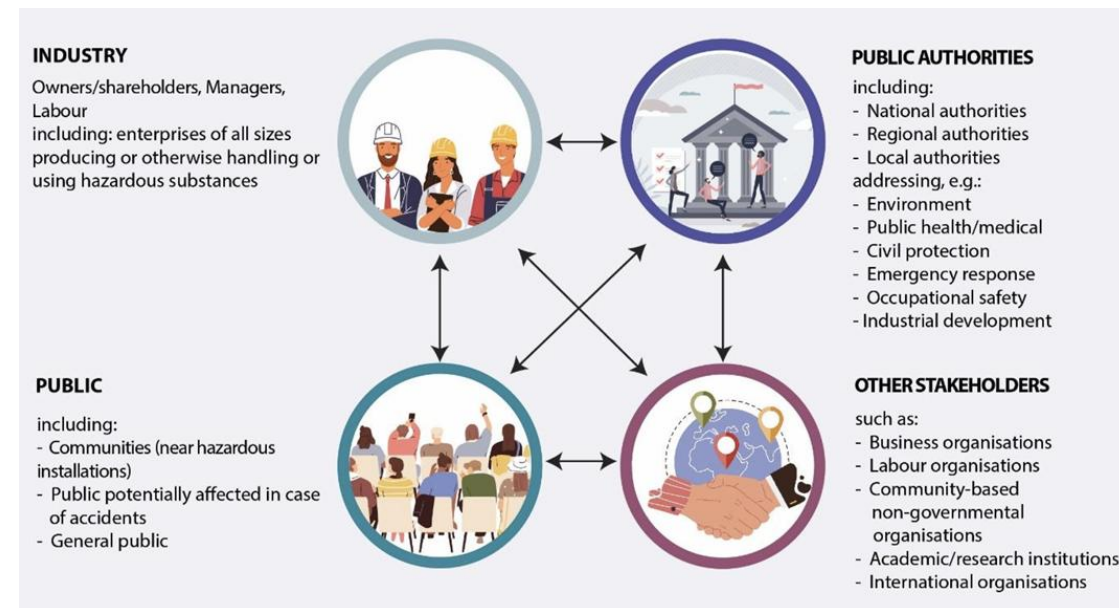 INDUSTRY
Owners/shareholders, Managers,
Labour
including: enterprises of all sizes
producing or otherwise handling or
using hazardous substances
PUBLIC AUTHORITIES
including:
- National authorities
- Regional authorities
- Local authorities
addressing, e.g.:
- Environment
- Public health/medical
- Civil protection
- Emergency response
- Occupational safety
- Industrial development
PUBLIC
including:
- Communities (near hazardous
installations)
- Public potentially affected in case
of accidents
- General public
OTHER STAKEHOLDERS
such as:
- Business organisations
- Labour organisations
- Community-based
non-governmental
organisations
- Academic/research institutions
- International organisations